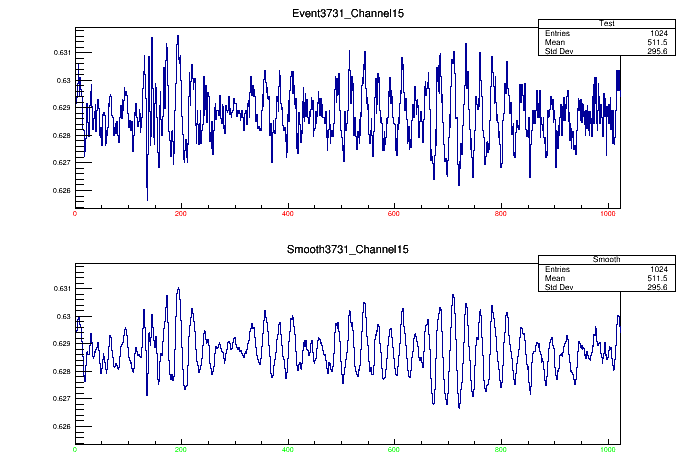 Event3731_Channel15
Test
Entries 1024
Mean 511.5
Std Dev 295.6
0.631
0.63
0.629
0.628
0.627
0.626
0 200 400 600 800 1000
Smooth3731_Channel15
Smooth
Entries 1024
Mean 511.5
Std Dev 295.6
0.631
0.63
0.629
0.628
0.627
0.626
0 200 400 600 800 1000